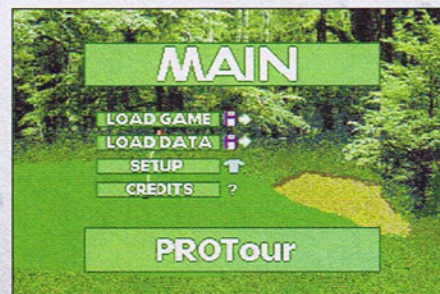 MAIN
LOAD GAME
LOAD DATA
SETUP
CREDITS ?
PROTour